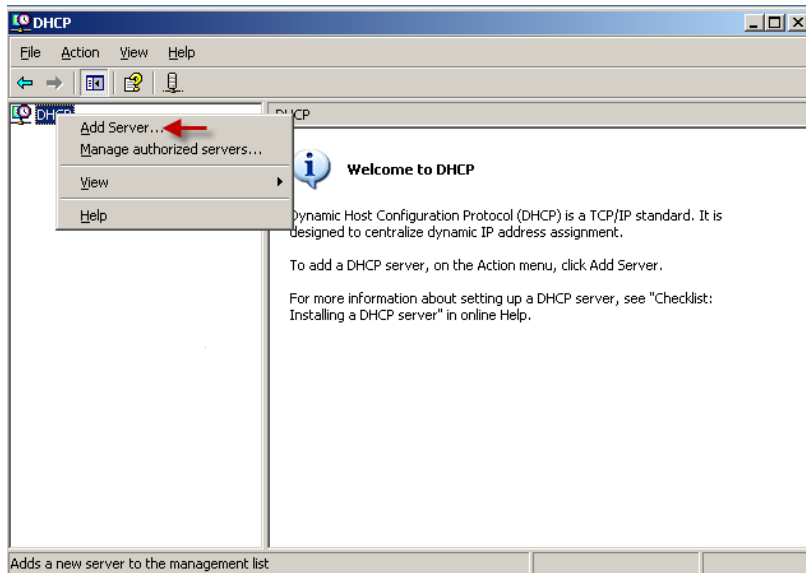 DHCP
File Action View Help
DHCP
DHCP
Add Server...
Manage authorized servers...
View
Help
Welcome to DHCP
Dynamic Host Configuration Protocol (DHCP) is a TCP/IP standard. It is
designed to centralize dynamic IP address assignment.
To add a DHCP server, on the Action menu, click Add Server.
For more information about setting up a DHCP server, see "Checklist:
Installing a DHCP server" in online Help.
Adds a new server to the management list